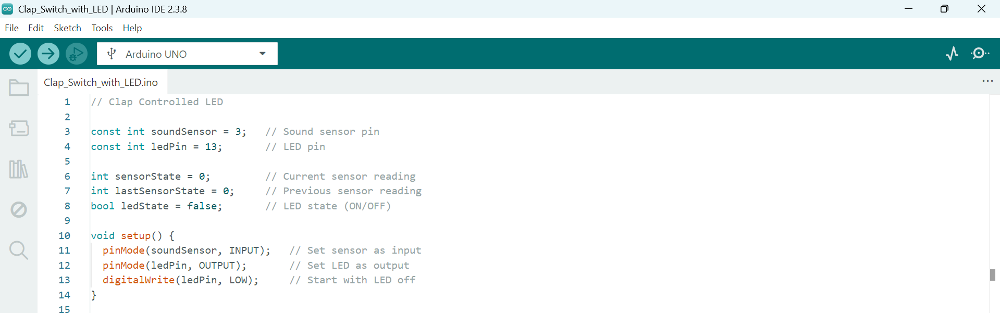 Clap_Switch_with_LED | Arduino IDE 2.3.8
File Edit Sketch Tools Help
Arduino UNO
Clap_Switch_with_LED.ino
1 // Clap Controlled LED
2
3 const int soundSensor = 3;   // Sound sensor pin
4 const int ledPin = 13;       // LED pin
5
6 int sensorState = 0;         // Current sensor reading
7 int lastSensorState = 0;     // Previous sensor reading
8 bool ledState = false;       // LED state (ON/OFF)
9
10 void setup() {
11   pinMode(soundSensor, INPUT);   // Set sensor as input
12   pinMode(ledPin, OUTPUT);       // Set LED as output
13   digitalWrite(ledPin, LOW);     // Start with LED off
14 }
15